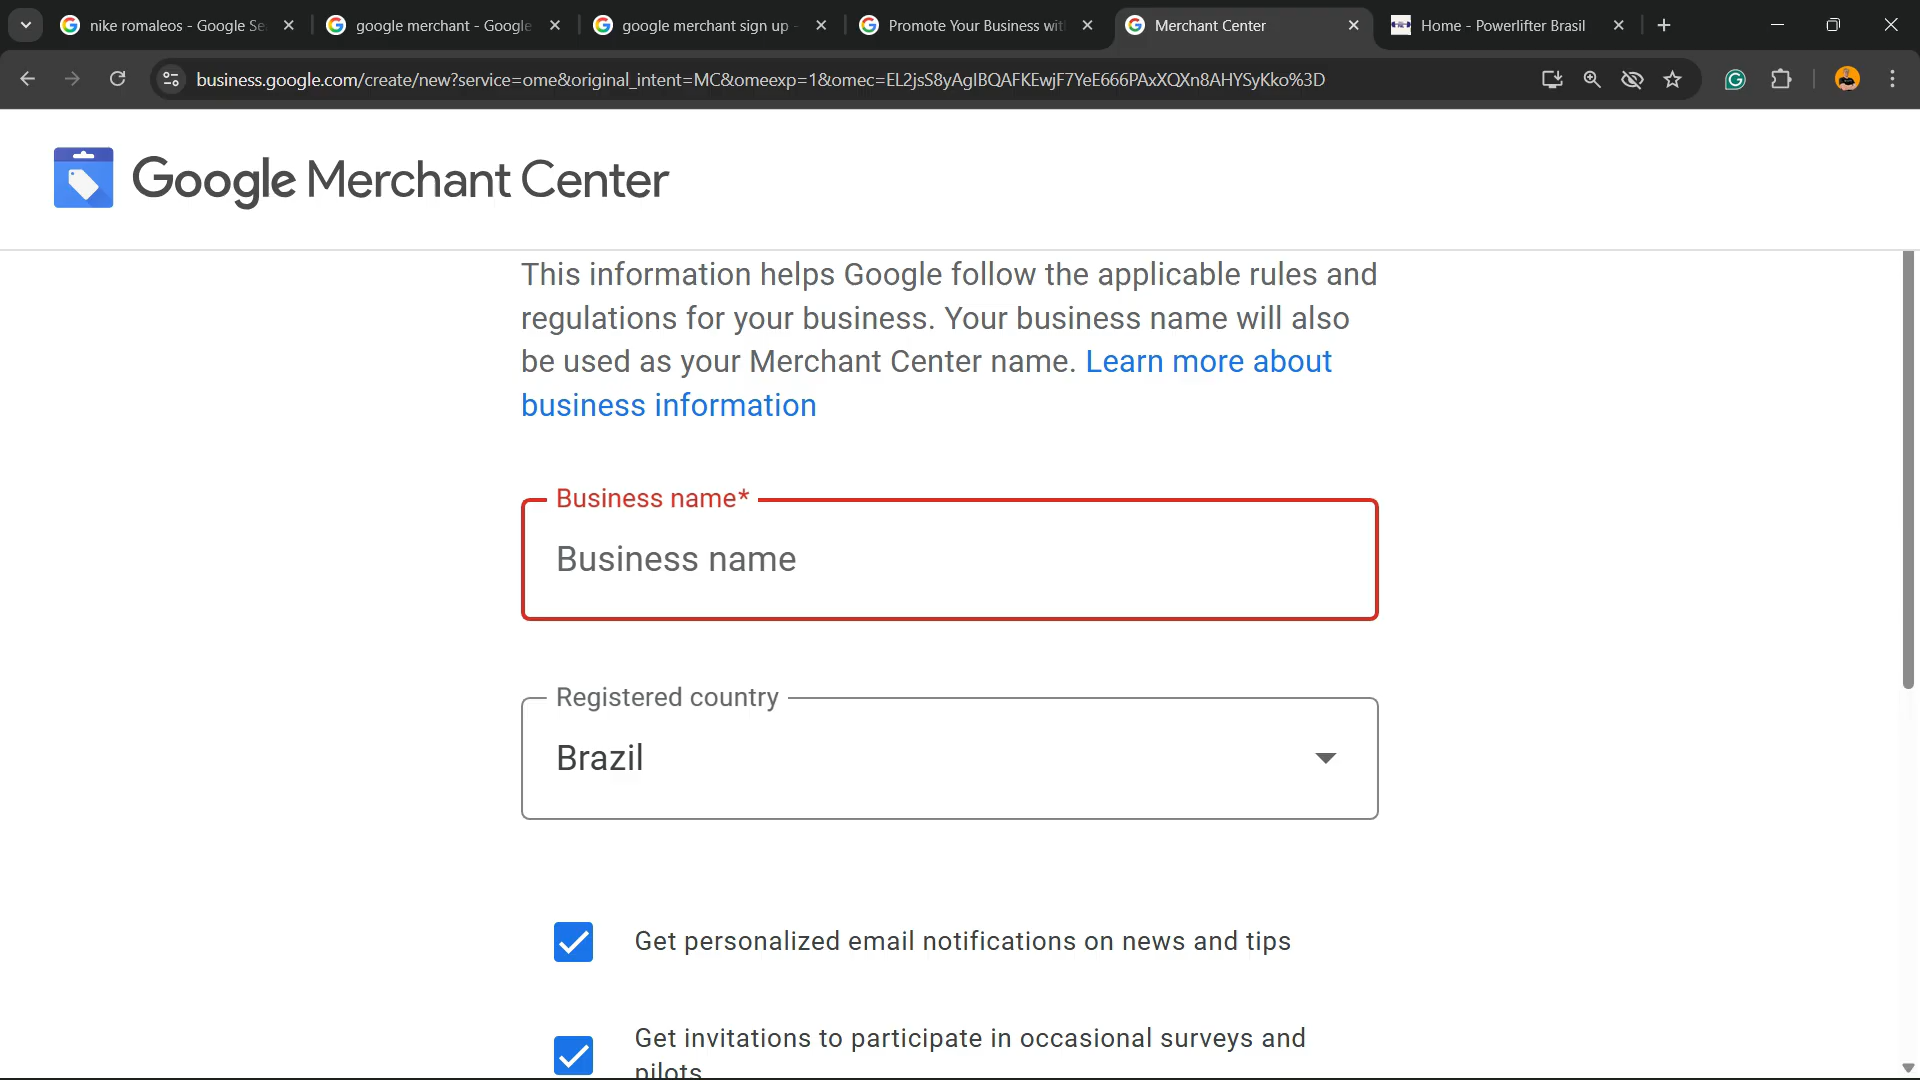 nike romaleos - Google Se
google merchant - Google
google merchant sign up -
Promote Your Business wit
Merchant Center
Home - Powerlifter Brasil
business.google.com/create/new?service=ome&original_intent=MC&omeexp=1&omec=EL2jsS8yAgIBQAFKEwjF7YeE666PAxXQXn8AHYSyKko%3D
Google Merchant Center
This information helps Google follow the applicable rules and
regulations for your business. Your business name will also
be used as your Merchant Center name. Learn more about
business information
Business name*
Business name
Registered country
Brazil
Get personalized email notifications on news and tips
Get invitations to participate in occasional surveys and
pilots